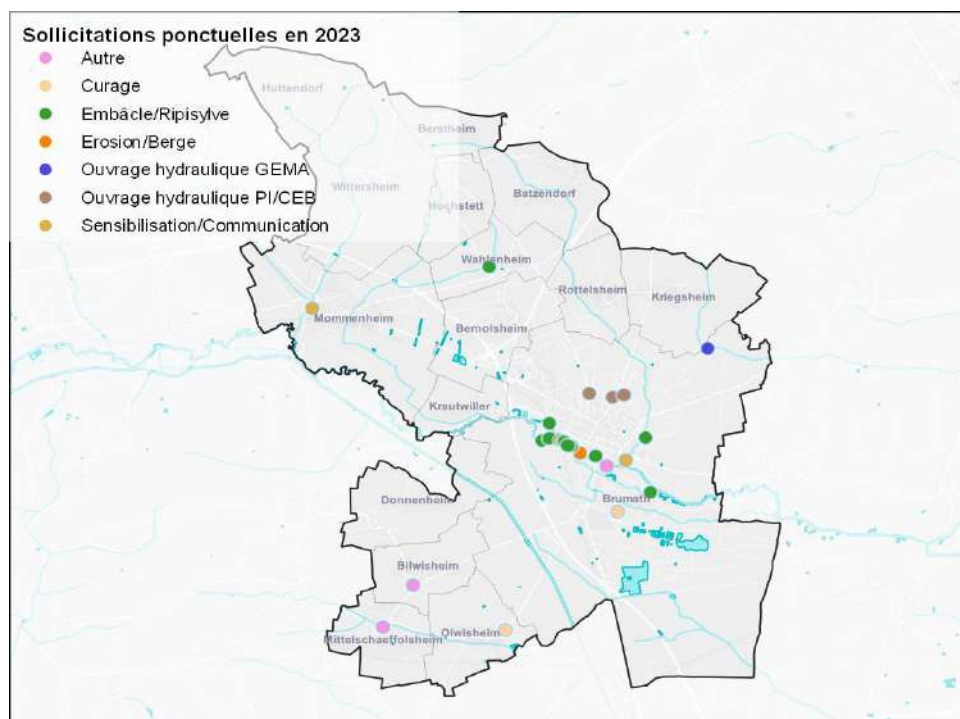 Sollicitations ponctuelles en 2023
Autre
Curage
Embâcle/Ripisylve
Erosion/Berge
Ouvrage hydraulique GEMA
Ouvrage hydraulique PI/CEB
Sensibilisation/Communication
Huttendorf
Berstheim
Wittersheim
Batzendorf
Hochstett
Wahlenheim
Rottelsheim
Kriegsheim
Mommenheim
Bernolsheim
Krautwiller
Donnenheim
Brumath
Bilwisheim
Mittelschaeffolsheim
Olwisheim